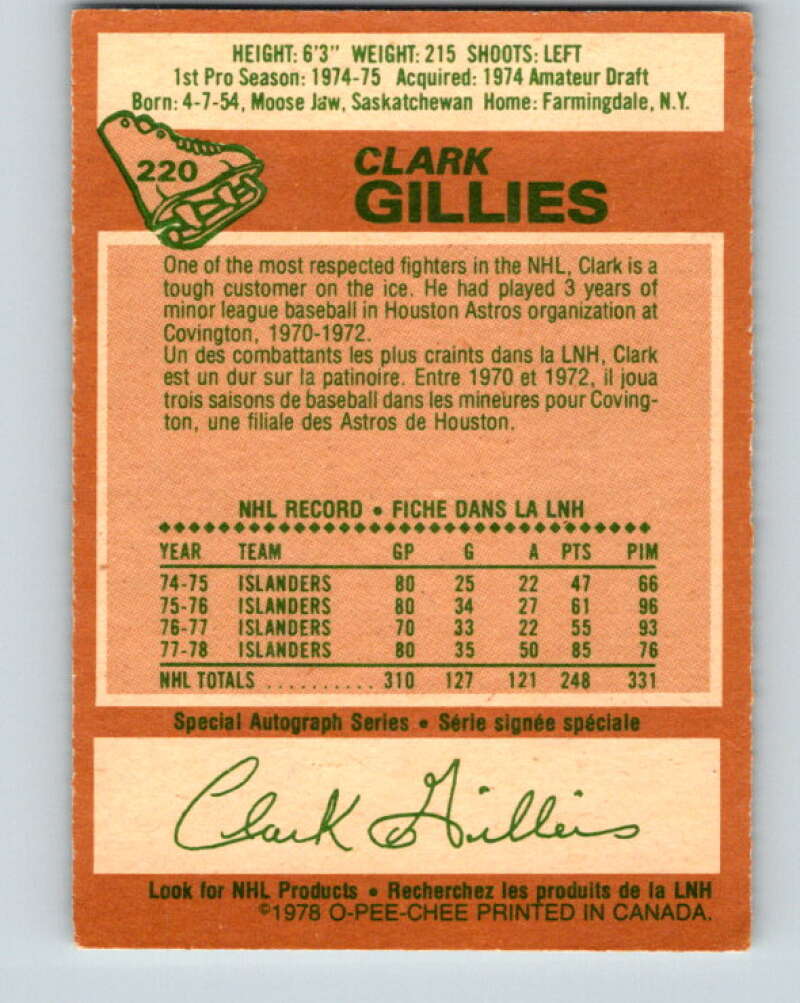 HEIGHT: 6'3" WEIGHT: 215 SHOOTS: LEFT
1st Pro Season: 1974-75 Acquired: 1974 Amateur Draft
Born: 4-7-54, Moose Jaw, Saskatchewan Home: Farmingdale, N.Y.
220
CLARK
GILLIES
One of the most respected fighters in the NHL, Clark is a
tough customer on the ice. He had played 3 years of
minor league baseball in Houston Astros organization at
Covington, 1970-1972.
Un des combattants les plus craints dans la LNH, Clark
est un dur sur la patinoire. Entre 1970 et 1972, il joua
trois saisons de baseball dans les mineures pour Coving-
ton, une filiale des Astros de Houston.
NHL RECORD • FICHE DANS LA LNH
YEAR TEAM GP G A PTS PIM
74-75 ISLANDERS 80 25 22 47 66
75-76 ISLANDERS 80 34 27 61 96
76-77 ISLANDERS 70 33 22 55 93
77-78 ISLANDERS 80 35 50 85 76
NHL TOTALS .......... 310 127 121 248 331
Special Autograph Series • Série signée spéciale
Clark Gillies
Look for NHL Products • Recherchez les produits de la LNH
©1978 O-PEE-CHEE PRINTED IN CANADA.